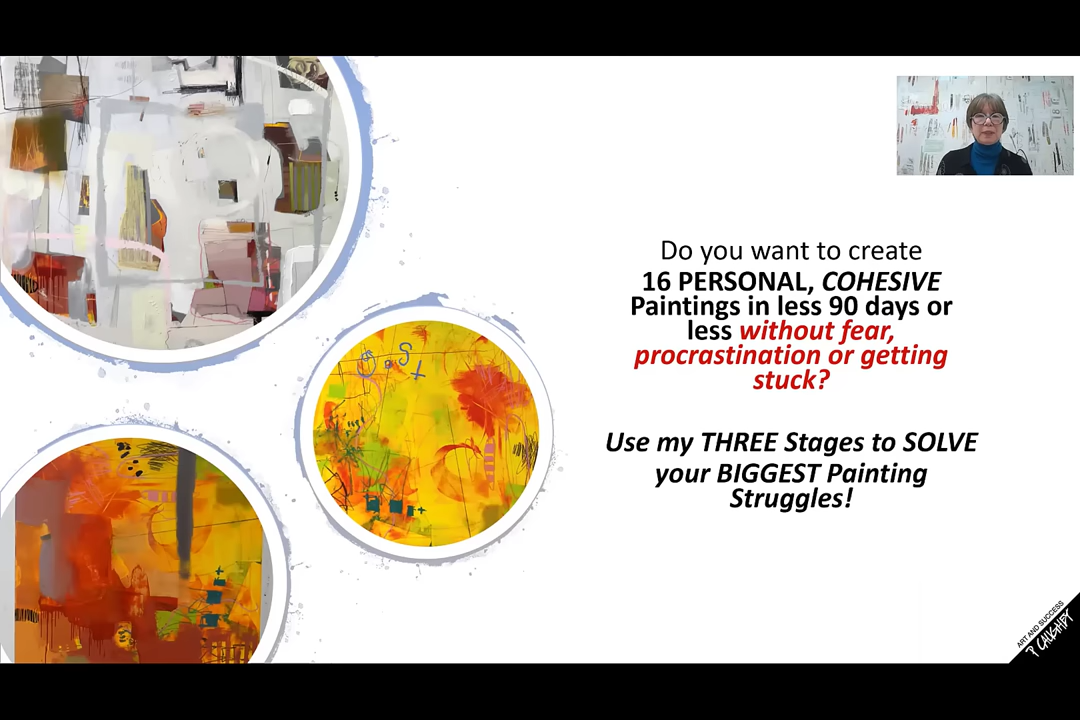 Do you want to create
16 PERSONAL, COHESIVE
Paintings in less 90 days or
less without fear,
procrastination or getting
stuck?
Use my THREE Stages to SOLVE
your BIGGEST Painting
Struggles!
ART AND SUCCESS
P CAUGHEY